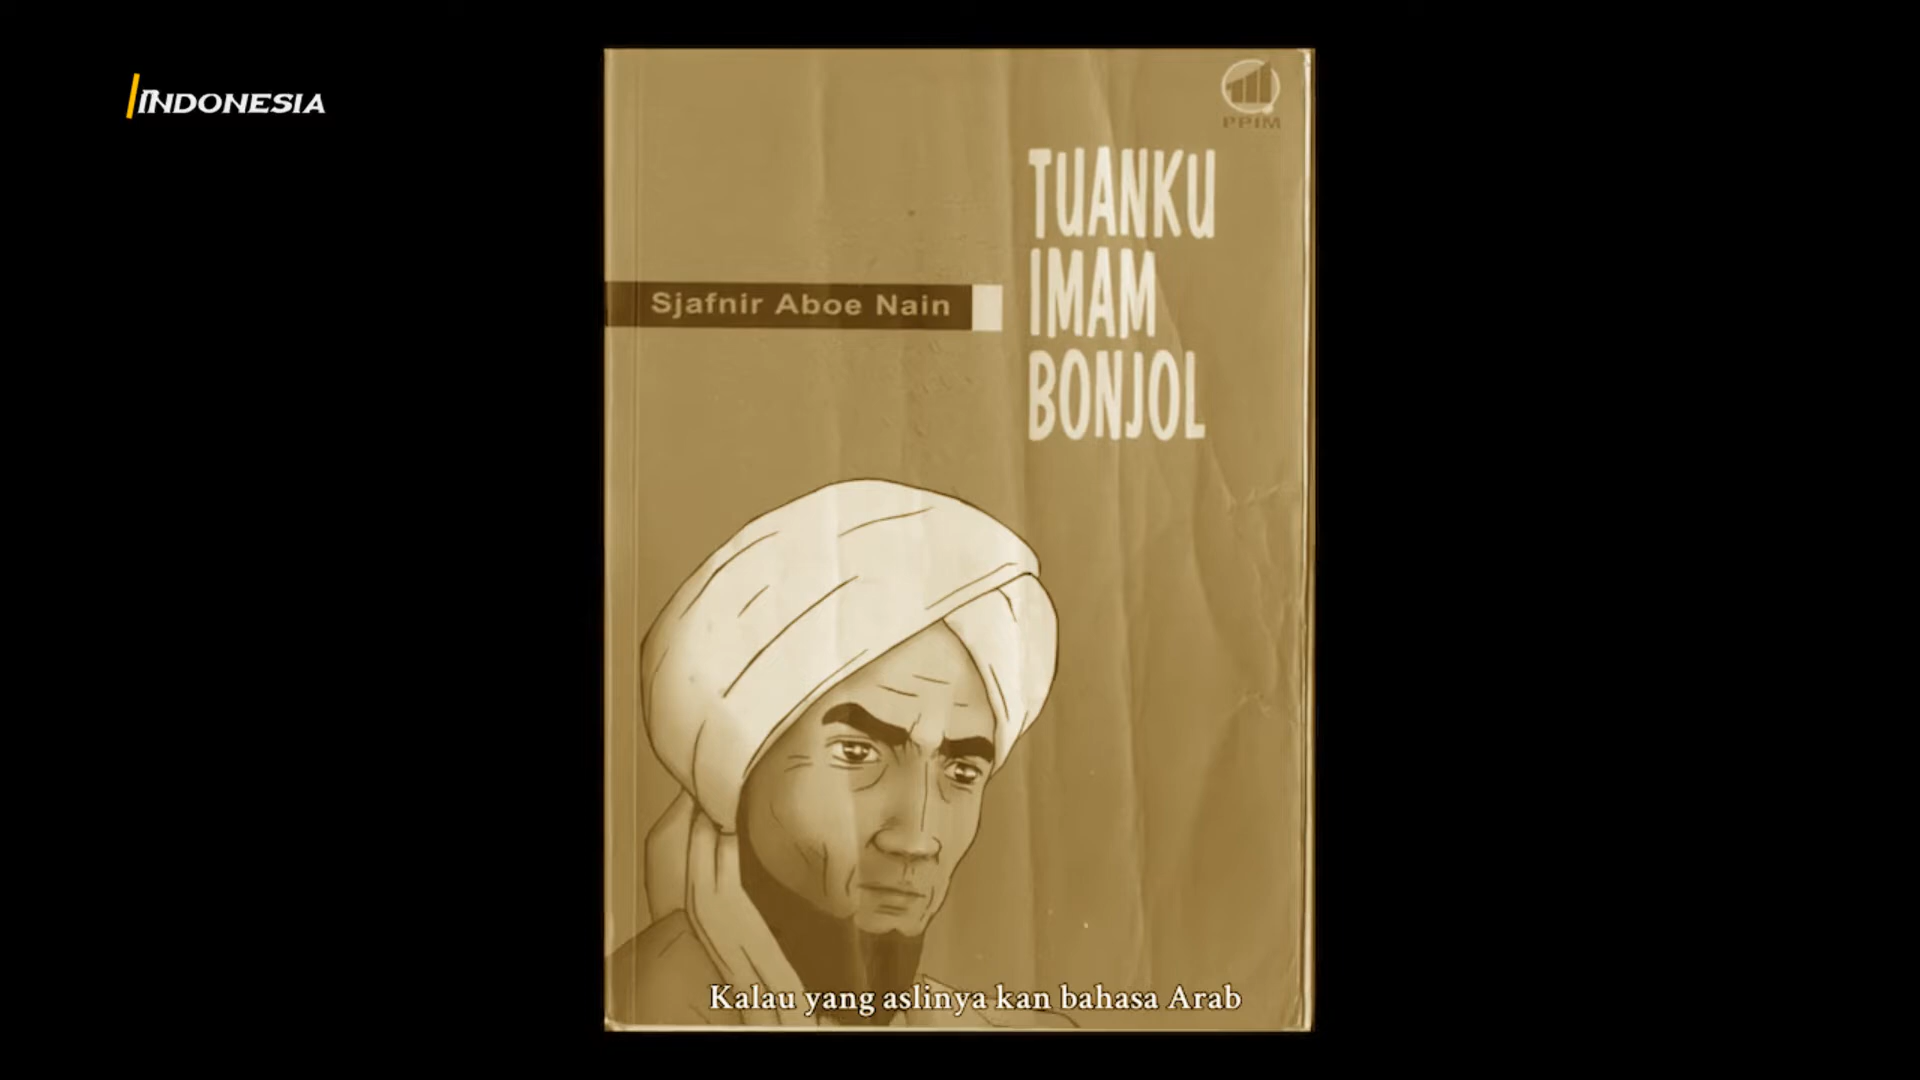 INDONESIA
PPIM
TUANKU
IMAM
BONJOL
Sjafnir Aboe Nain
Kalau yang aslinya kan bahasa Arab